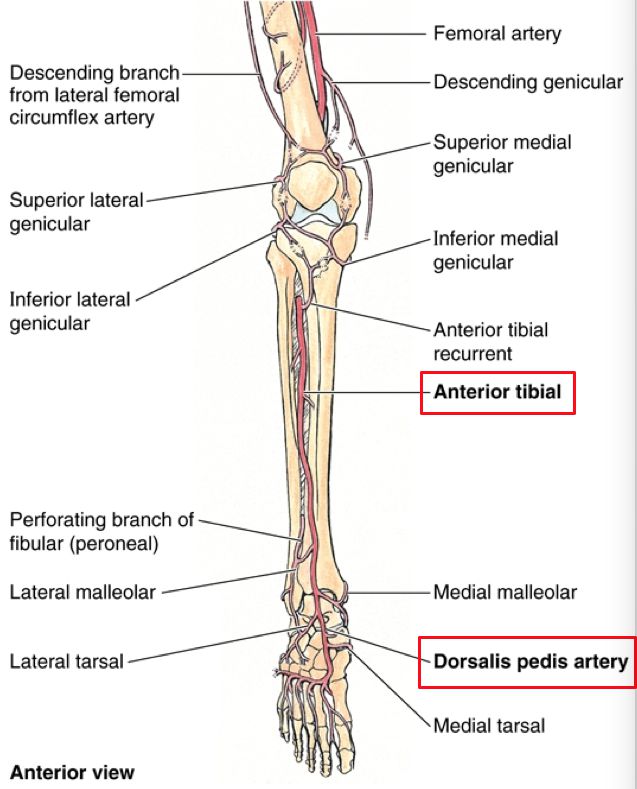 Femoral artery
Descending branch
from lateral femoral
circumflex artery
Descending genicular
Superior medial
genicular
Superior lateral
genicular
Inferior medial
genicular
Inferior lateral
genicular
Anterior tibial
recurrent
Anterior tibial
Perforating branch of
fibular (peroneal)
Lateral malleolar
Medial malleolar
Lateral tarsal
Dorsalis pedis artery
Medial tarsal
Anterior view